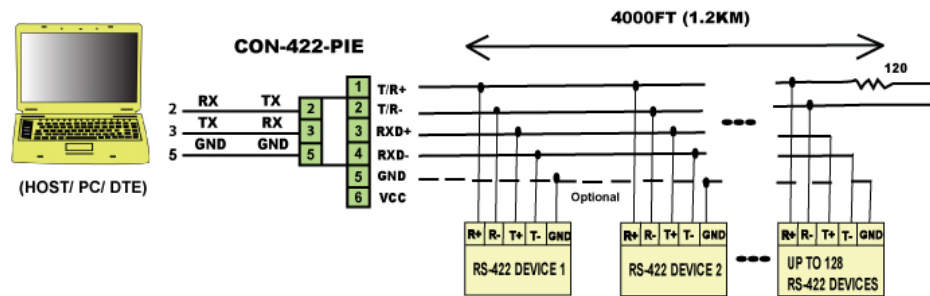 4000FT (1.2KM)
CON-422-PIE
120
1 T/R+
2 RX TX 2 2 T/R-
3 TX RX 3 3 RXD+
5 GND GND 5 4 RXD-
5 GND
6 VCC
Optional
(HOST/ PC/ DTE)
R+ R- T+ T- GND
RS-422 DEVICE 1
R+ R- T+ T- GND
RS-422 DEVICE 2
R+ R- T+ T- GND
UP TO 128
RS-422 DEVICES